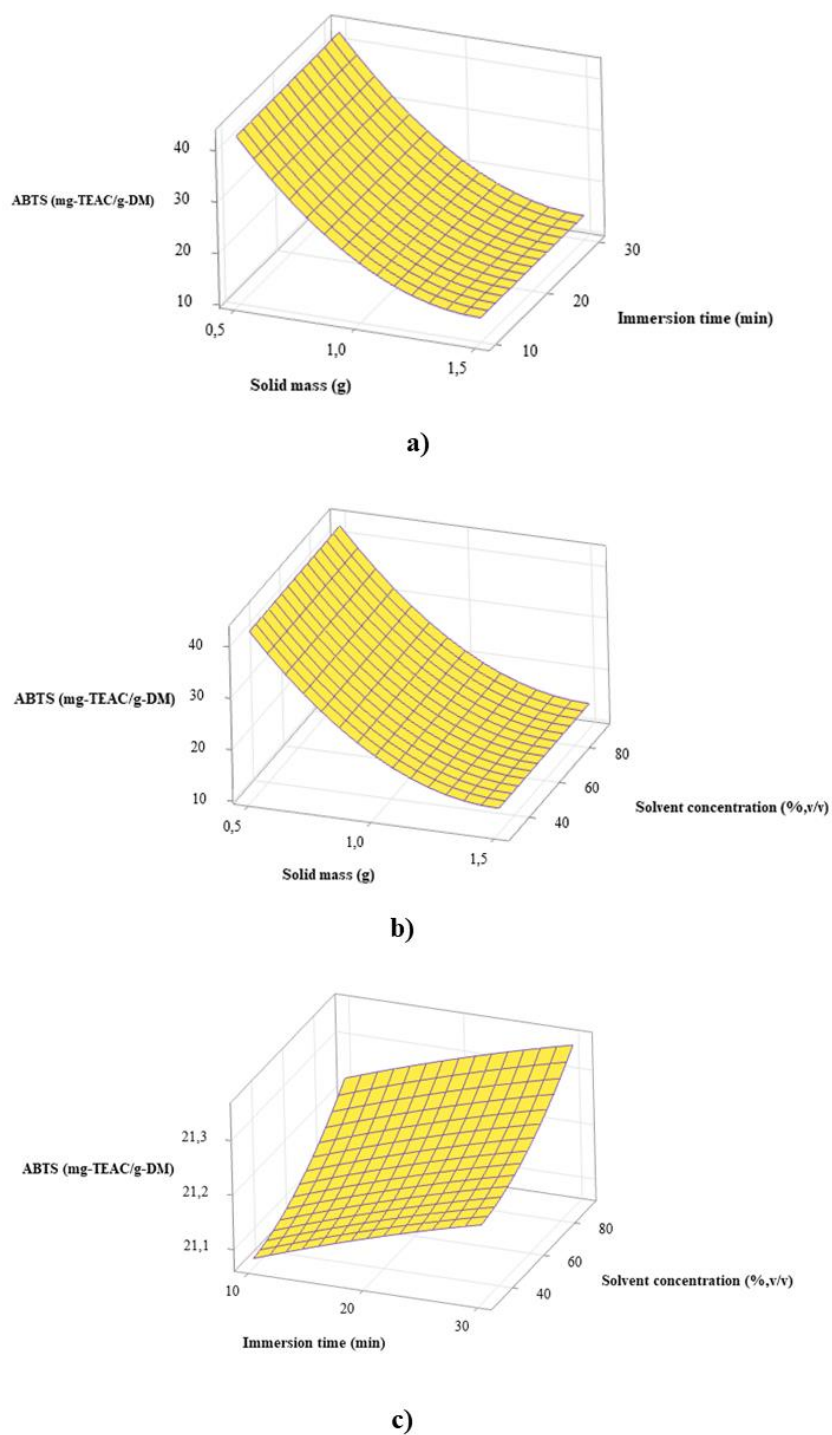 40
ABTS (mg-TEAC/g-DM)
30
20
10
0,5
1,0
1,5
Solid mass (g)
10
20
30
Immersion time (min)
a)
40
ABTS (mg-TEAC/g-DM)
30
20
10
0,5
1,0
1,5
Solid mass (g)
40
60
80
Solvent concentration (%,v/v)
b)
21,3
ABTS (mg-TEAC/g-DM)
21,2
21,1
10
20
30
Immersion time (min)
40
60
80
Solvent concentration (%,v/v)
c)